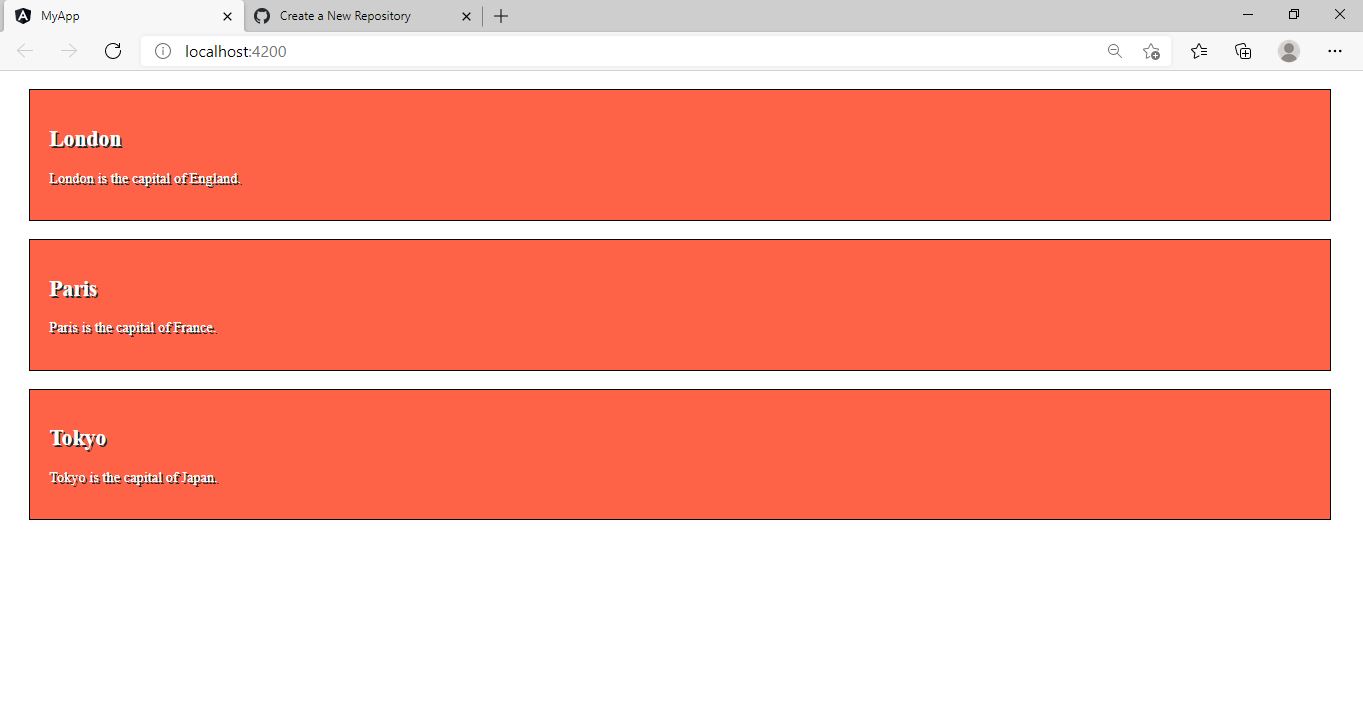 MyApp
Create a New Repository
localhost:4200
London
London is the capital of England.
Paris
Paris is the capital of France.
Tokyo
Tokyo is the capital of Japan.